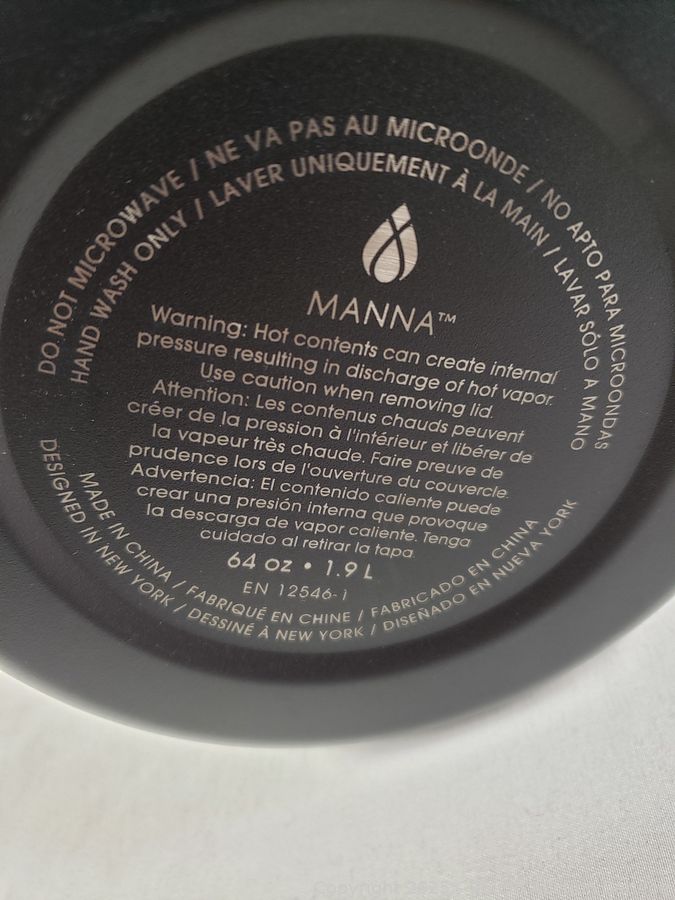 DO NOT MICROWAVE / NE VA PAS AU MICROONDE / NO APTO PARA MICROONDAS
HAND WASH ONLY / LAVER UNIQUEMENT À LA MAIN / LAVAR SÓLO A MANO
MANNA™
Warning: Hot contents can create internal
pressure resulting in discharge of hot vapor.
Use caution when removing lid.
Attention: Les contenus chauds peuvent
créer de la pression à l'intérieur et libérer de
la vapeur très chaude. Faire preuve de
prudence lors de l'ouverture du couvercle.
Advertencia: El contenido caliente puede
crear una presión interna que provoque
la descarga de vapor caliente. Tenga
cuidado al retirar la tapa
64 oz • 1.9 L
EN 12546-1
MADE IN CHINA / FABRIQUÉ EN CHINE / FABRICADO EN CHINA
DESIGNED IN NEW YORK / DESSINÉ À NEW YORK / DISEÑADO EN NUEVA YORK